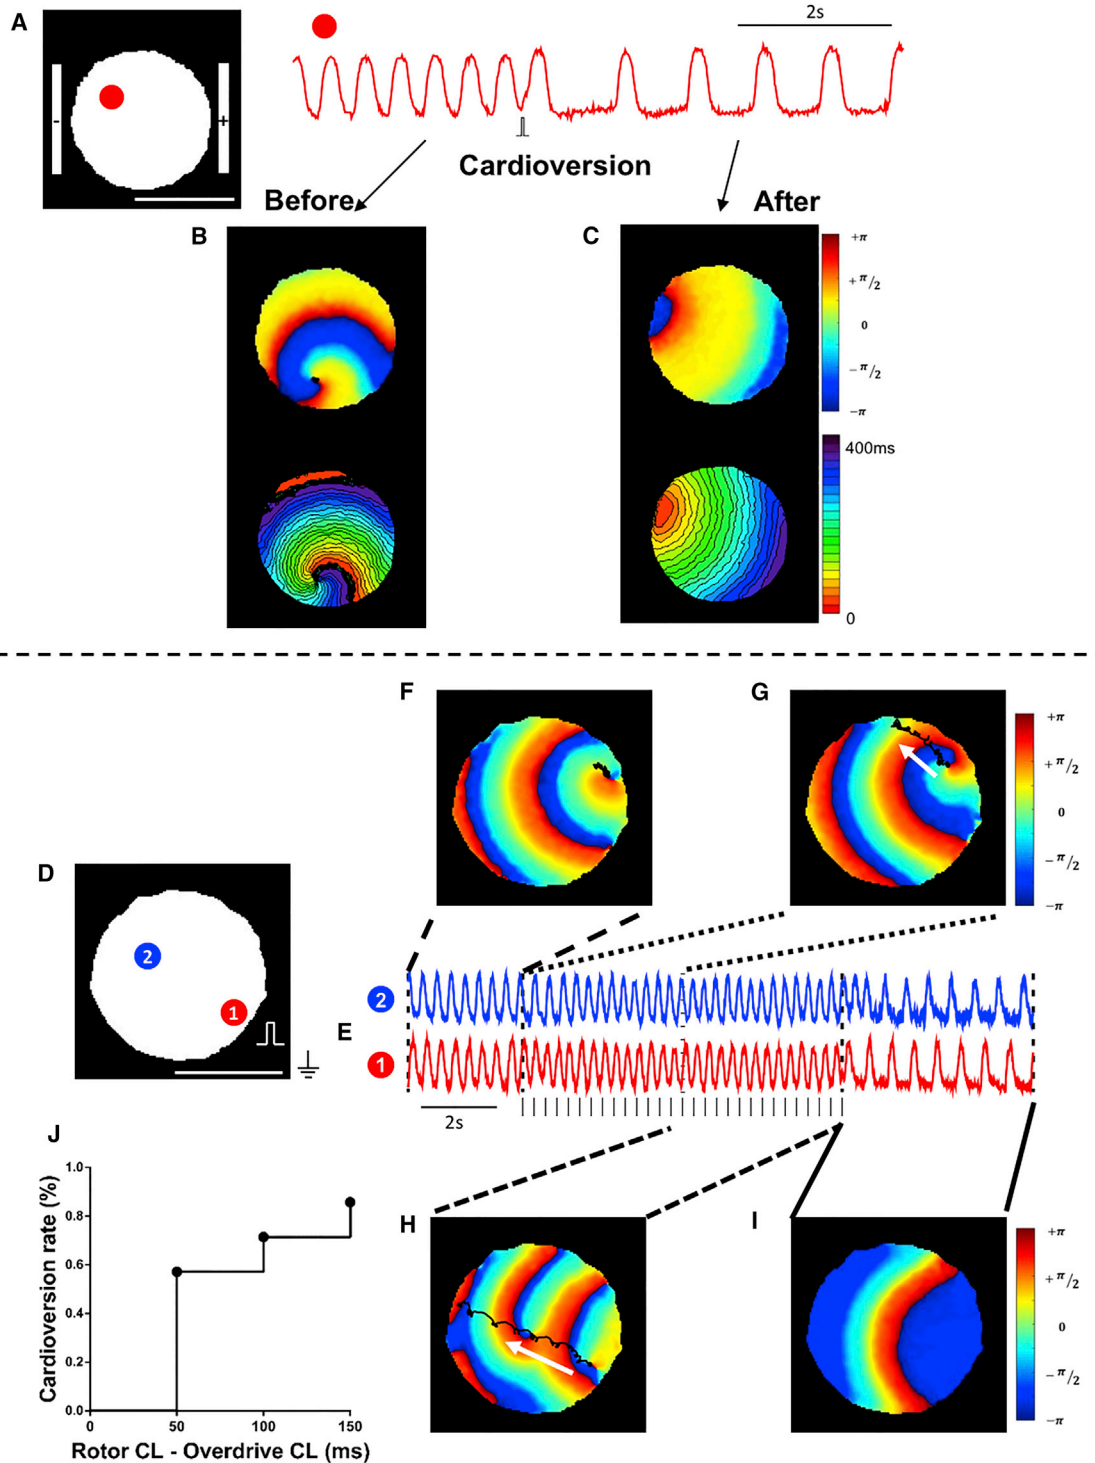 A
2s
-
+
Cardioversion
Before
After
B
C
+π
+π/2
0
-π/2
-π
400ms
0
F
G
+π
+π/2
0
-π/2
-π
D
2
1
2
E
1
2s
J
1.0
0.8
0.6
0.4
0.2
0.0
0
50
100
150
Cardioversion rate (%)
Rotor CL - Overdrive CL (ms)
H
I
+π
+π/2
0
-π/2
-π